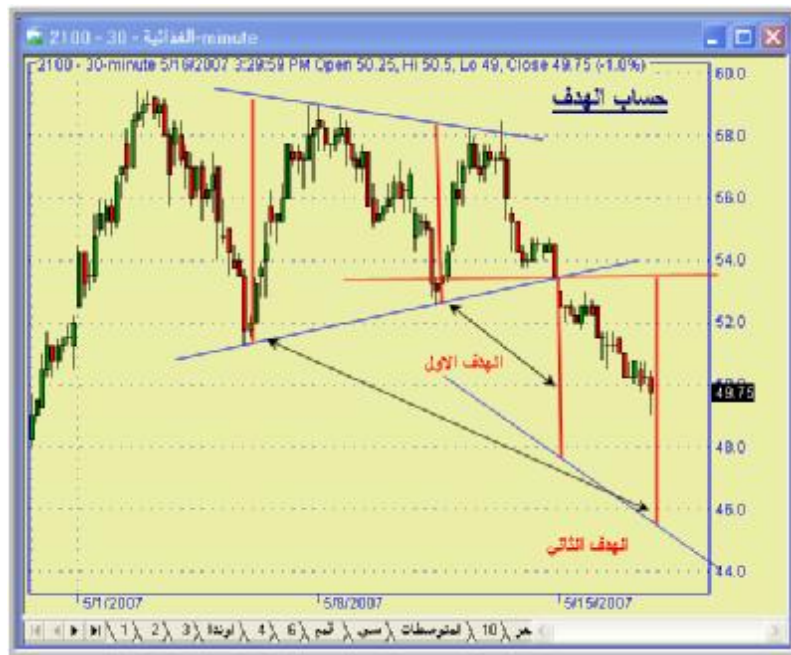 2100 - 30 - الغذائية-minute
2100 - 30-minute 5/16/2007 3:29:59 PM Open 50.25, Hi 50.5, Lo 49, Close 49.75 (-1.0%)
حساب الهدف
60.0
58.0
56.0
54.0
52.0
الهدف الاول
49.75
48.0
46.0
الهدف الثاني
44.0
5/1/2007
5/8/2007
5/15/2007
1 2 3 اوندا 4 6 سي المتوسطات 10